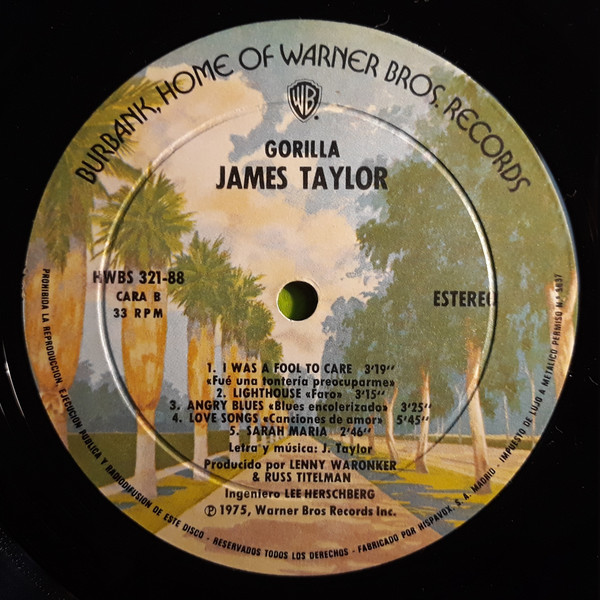 BURBANK, HOME OF WARNER BROS. RECORDS
WB
GORILLA
JAMES TAYLOR
HWBS 321-88
CARA B
33 RPM
ESTEREO
1. I WAS A FOOL TO CARE 3'19''
«Fué una tontería preocuparme»
2. LIGHTHOUSE «Faro» 3'15''
3. ANGRY BLUES «Blues encolerizado» 3'25''
4. LOVE SONGS «Canciones de amor» 5'45''
5. SARAH MARIA 2'46''
Letra y música: J. Taylor
Producido por LENNY WARONKER
& RUSS TITELMAN
Ingeniero LEE HERSCHBERG
Ⓟ 1975, Warner Bros Records Inc.
PROHIBIDA LA REPRODUCCION, EJECUCION PUBLICA Y RADIODIFUSION DE ESTE DISCO - RESERVADOS TODOS LOS DERECHOS - FABRICADO POR HISPAVOX, S. A. MADRID - IMPUESTO DE LUJO A METALICO PERMISO